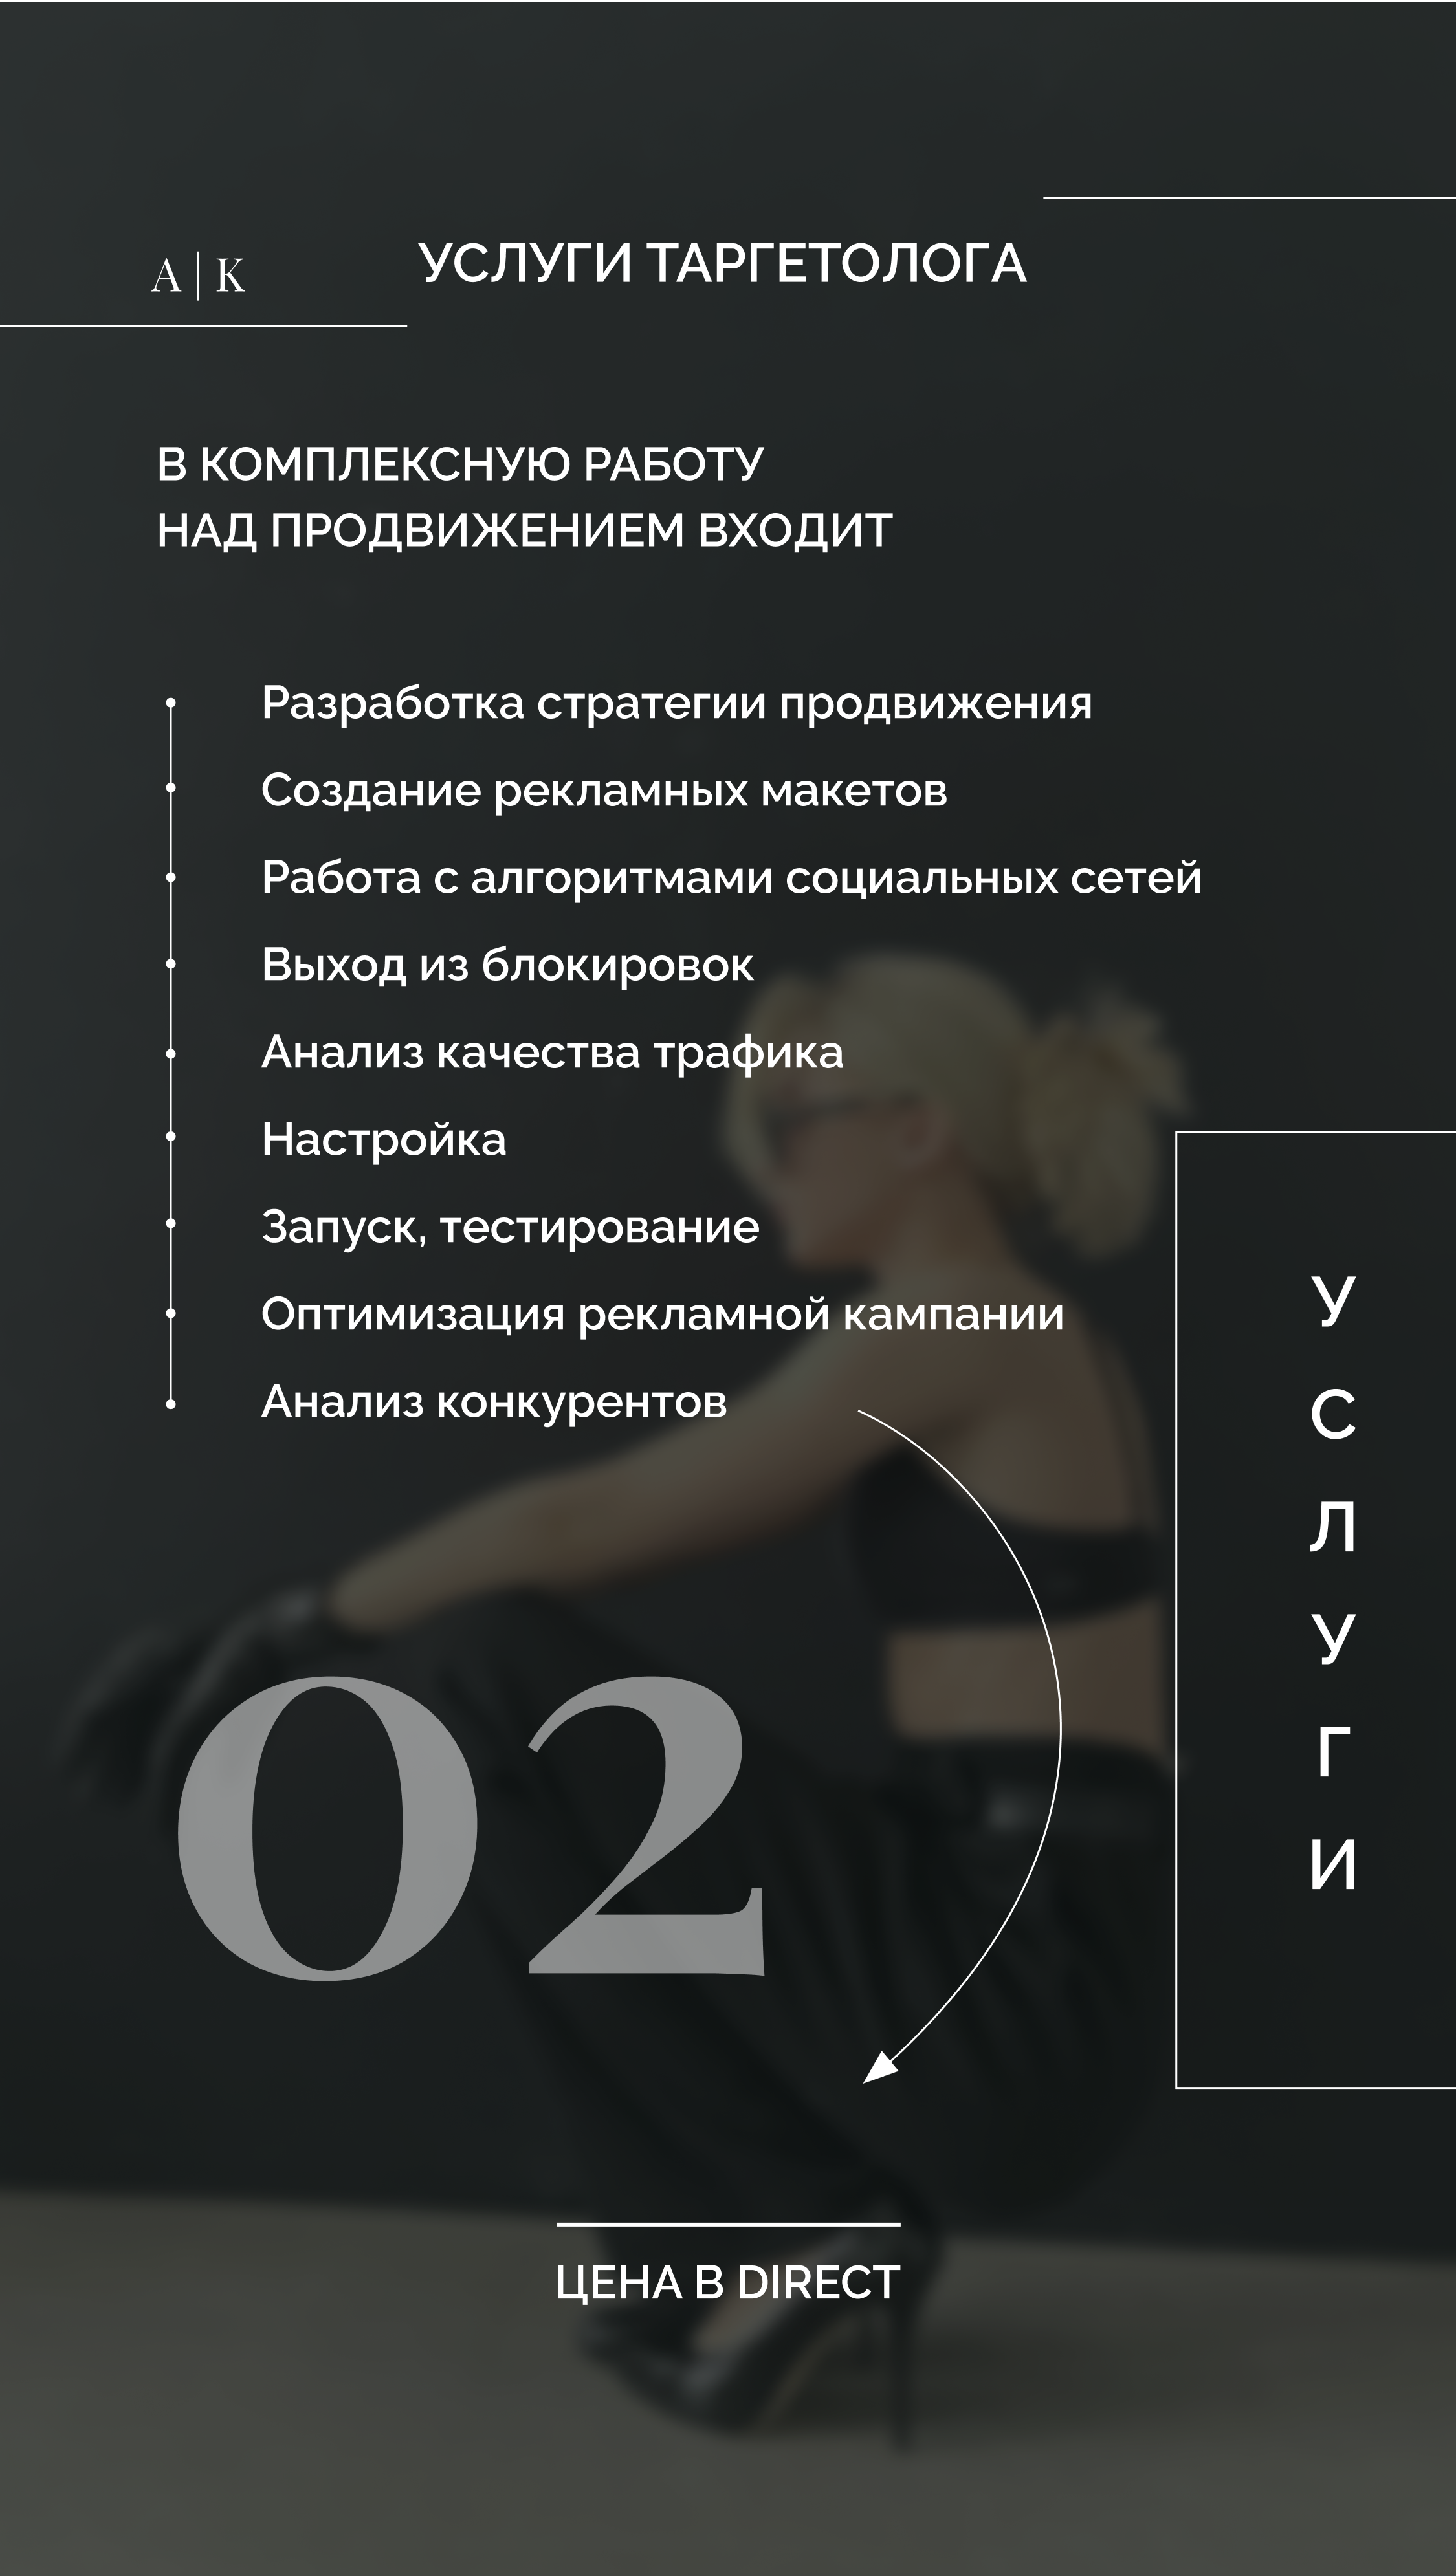 A | K
УСЛУГИ ТАРГЕТОЛОГА
В КОМПЛЕКСНУЮ РАБОТУ
НАД ПРОДВИЖЕНИЕМ ВХОДИТ
Разработка стратегии продвижения
Создание рекламных макетов
Работа с алгоритмами социальных сетей
Выход из блокировок
Анализ качества трафика
Настройка
Запуск, тестирование
Оптимизация рекламной кампании
Анализ конкурентов
УСЛУГИ
02
ЦЕНА В DIRECT